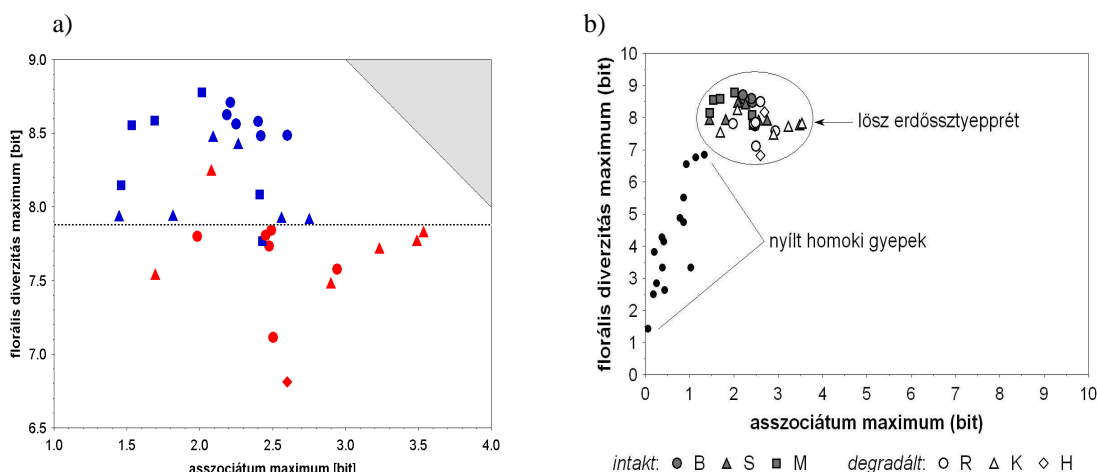 a)
florális diverzitás maximum [bit]
9.0
8.5
8.0
7.5
7.0
6.5
1.0 1.5 2.0 2.5 3.0 3.5 4.0
asszociátum maximum [bit]
b)
florális diverzitás maximum (bit)
10
9
8
7
6
5
4
3
2
1
0
lösz erdőssztyepprét
nyílt homoki gyepek
0 1 2 3 4 5 6 7 8 9 10
asszociátum maximum (bit)
intakt: B S M degradált: R K H